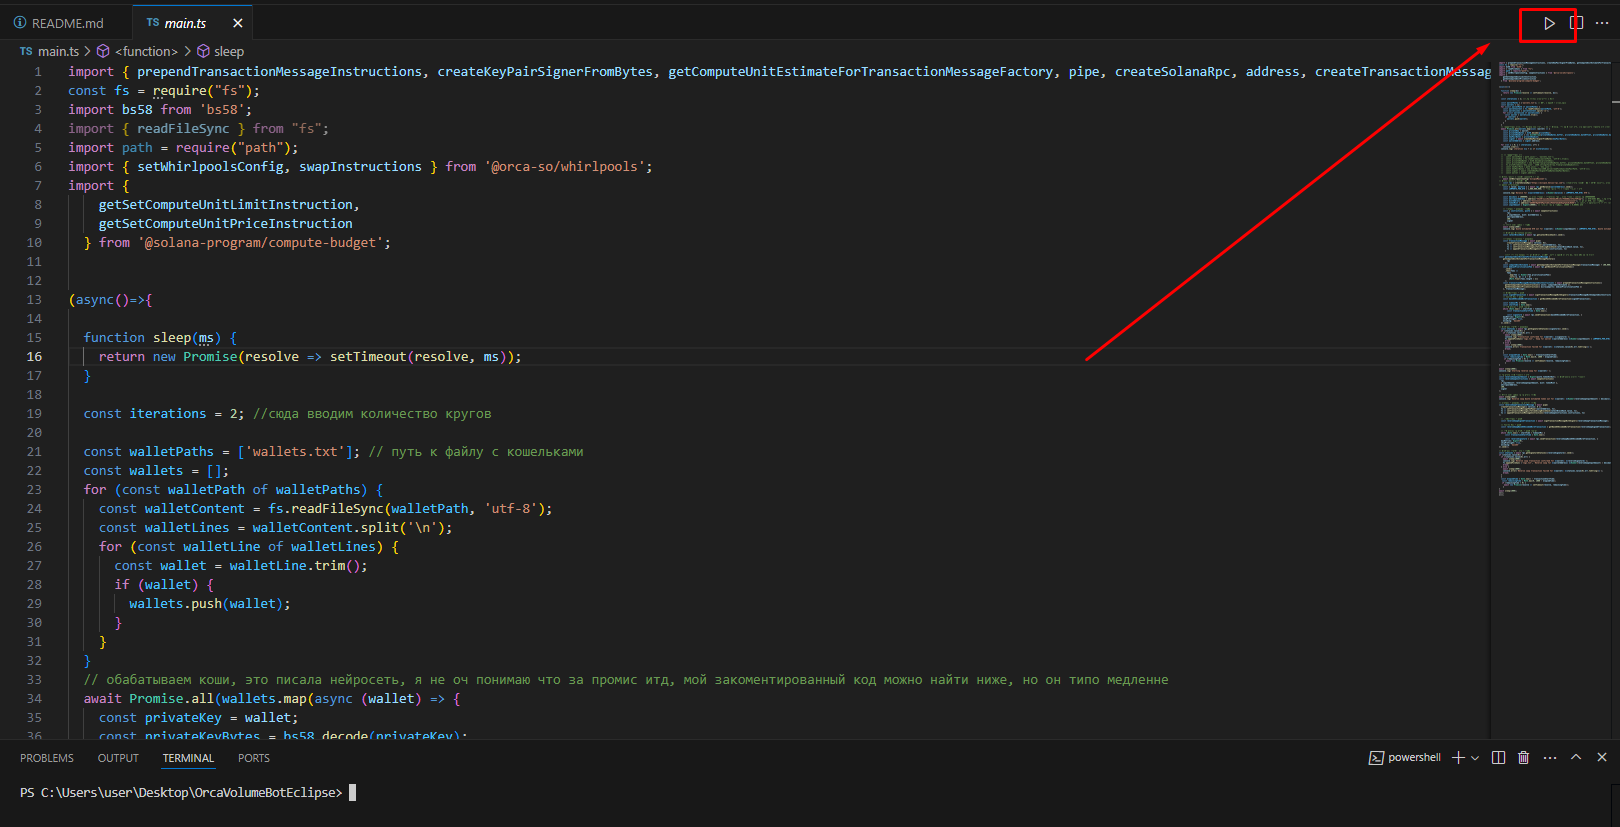 README.md
TS main.ts
TS main.ts > <function> > sleep
1 import { prependTransactionMessageInstructions, createKeyPairSignerFromBytes, getComputeUnitEstimateForTransactionMessageFactory, pipe, createSolanaRpc, address, createTransactionMessag
2 const fs = require("fs");
3 import bs58 from 'bs58';
4 import { readFileSync } from "fs";
5 import path = require("path");
6 import { setWhirlpoolsConfig, swapInstructions } from '@orca-so/whirlpools';
7 import {
8 getSetComputeUnitLimitInstruction,
9 getSetComputeUnitPriceInstruction
10 } from '@solana-program/compute-budget';
11
12
13 (async()=>{
14
15 function sleep(ms) {
16 return new Promise(resolve => setTimeout(resolve, ms));
17 }
18
19 const iterations = 2; //сюда вводим количество кругов
20
21 const walletPaths = ['wallets.txt']; // путь к файлу с кошельками
22 const wallets = [];
23 for (const walletPath of walletPaths) {
24 const walletContent = fs.readFileSync(walletPath, 'utf-8');
25 const walletLines = walletContent.split('\n');
26 for (const walletLine of walletLines) {
27 const wallet = walletLine.trim();
28 if (wallet) {
29 wallets.push(wallet);
30 }
31 }
32 }
33 // обабатываем коши, это писала нейросеть, я не оч понимаю что за промис итд, мой закоментированный код можно найти ниже, но он типо медленне
34 await Promise.all(wallets.map(async (wallet) => {
35 const privateKey = wallet;
36 const privateKeyBytes = bs58.decode(privateKey);
PROBLEMS OUTPUT TERMINAL PORTS
powershell
PS C:\Users\user\Desktop\OrcaVolumeBotEclipse>